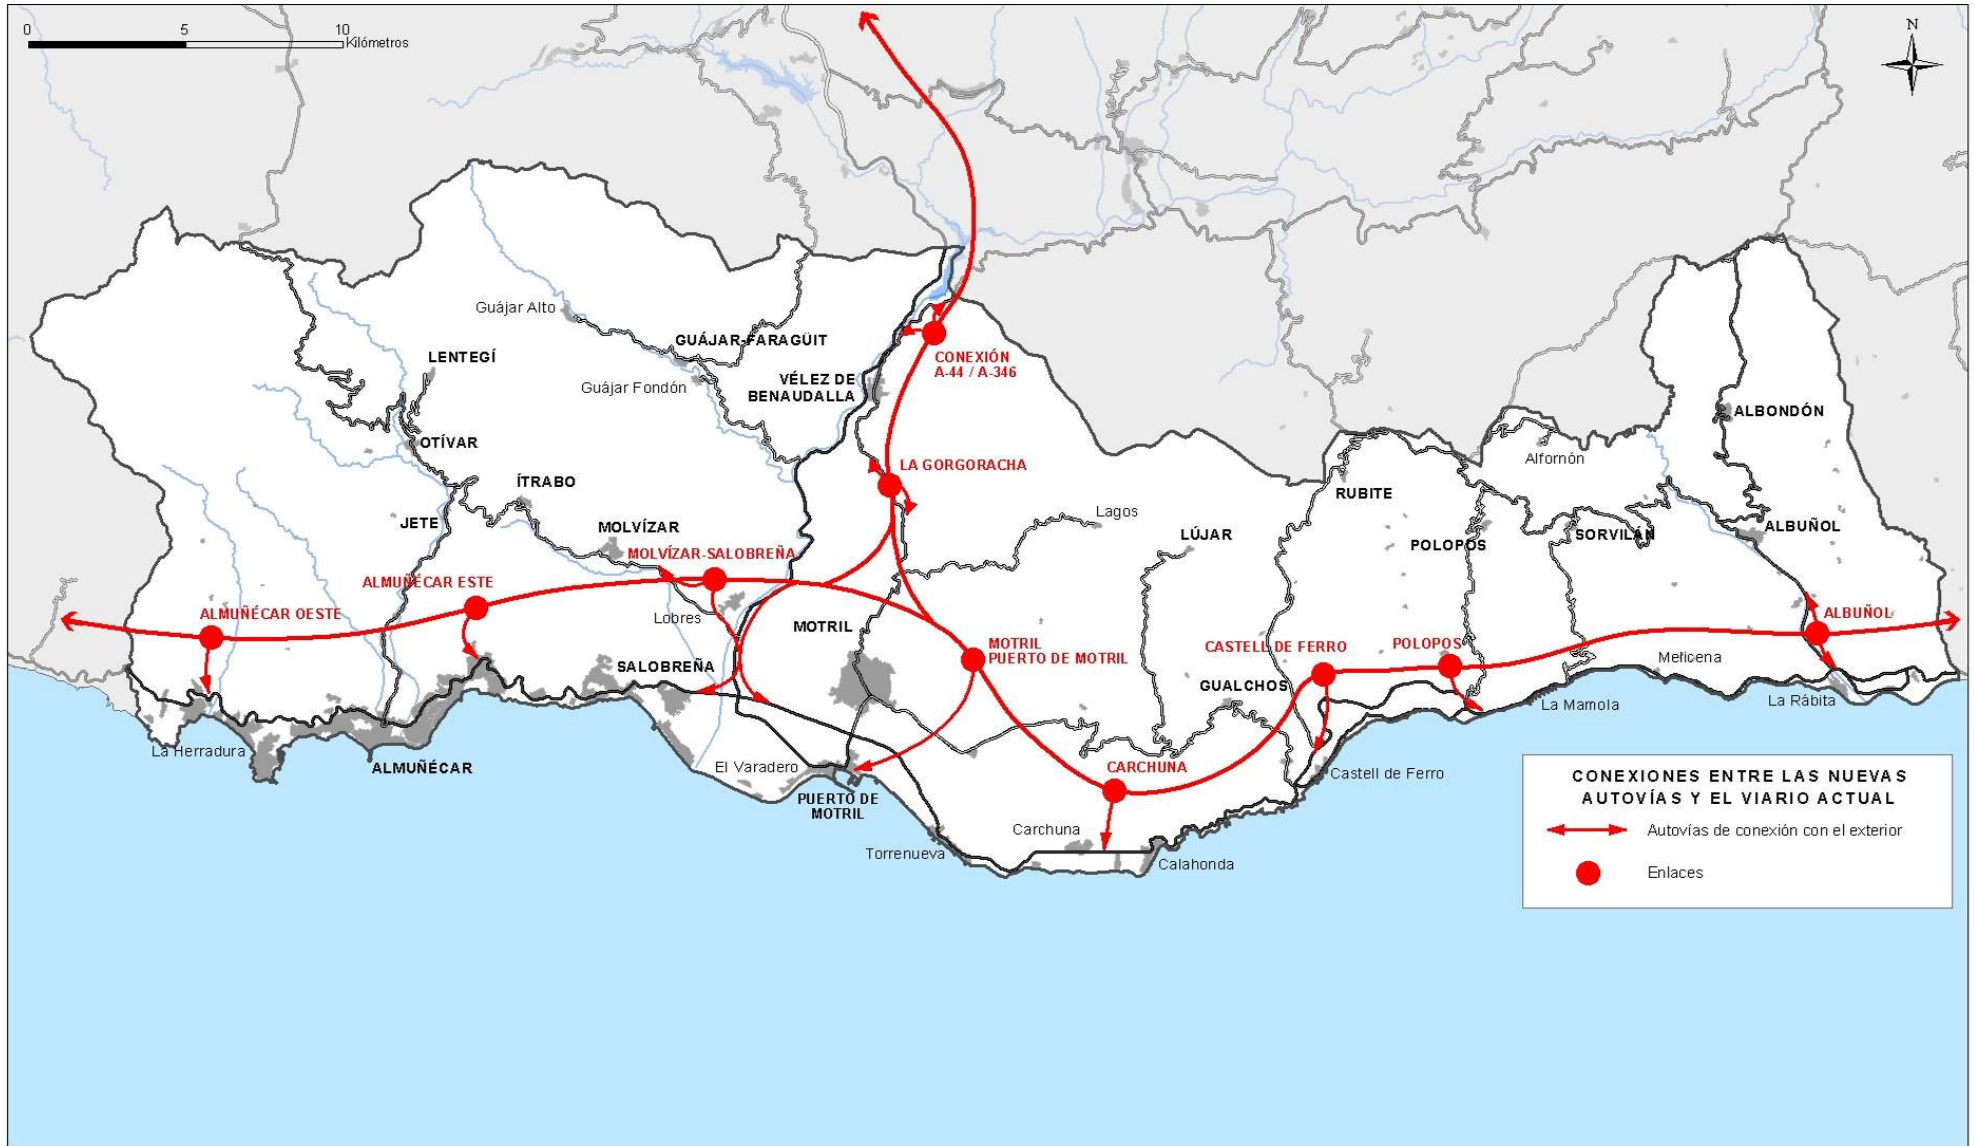 0 5 10
Kilómetros
N
Guájar Alto
GUÁJAR-FARAGÜIT
LENTEGÍ
CONEXIÓN
A-44 / A-346
Guájar Fondón
VÉLEZ DE
BENAUDALLA
ALBONDÓN
OTÍVAR
LA GORGORACHA
Alfornón
ÍTRABO
RUBITE
Lagos
JETE
MOLVÍZAR
LÚJAR
POLOPOS
SORVILÁN
ALBUÑOL
MOLVÍZAR-SALOBREÑA
ALMUÑÉCAR ESTE
ALMUÑÉCAR OESTE
Lobres
MOTRIL
ALBUÑOL
MOTRIL
PUERTO DE MOTRIL
CASTELL DE FERRO
POLOPOS
Melicena
SALOBREÑA
GUALCHOS
La Mamola
La Rábita
La Herradura
ALMUÑÉCAR
El Varadero
CARCHUNA
Castell de Ferro
PUERTO DE
MOTRIL
Carchuna
Torrenueva
Calahonda
CONEXIONES ENTRE LAS NUEVAS
AUTOVÍAS Y EL VIARIO ACTUAL
Autovías de conexión con el exterior
Enlaces